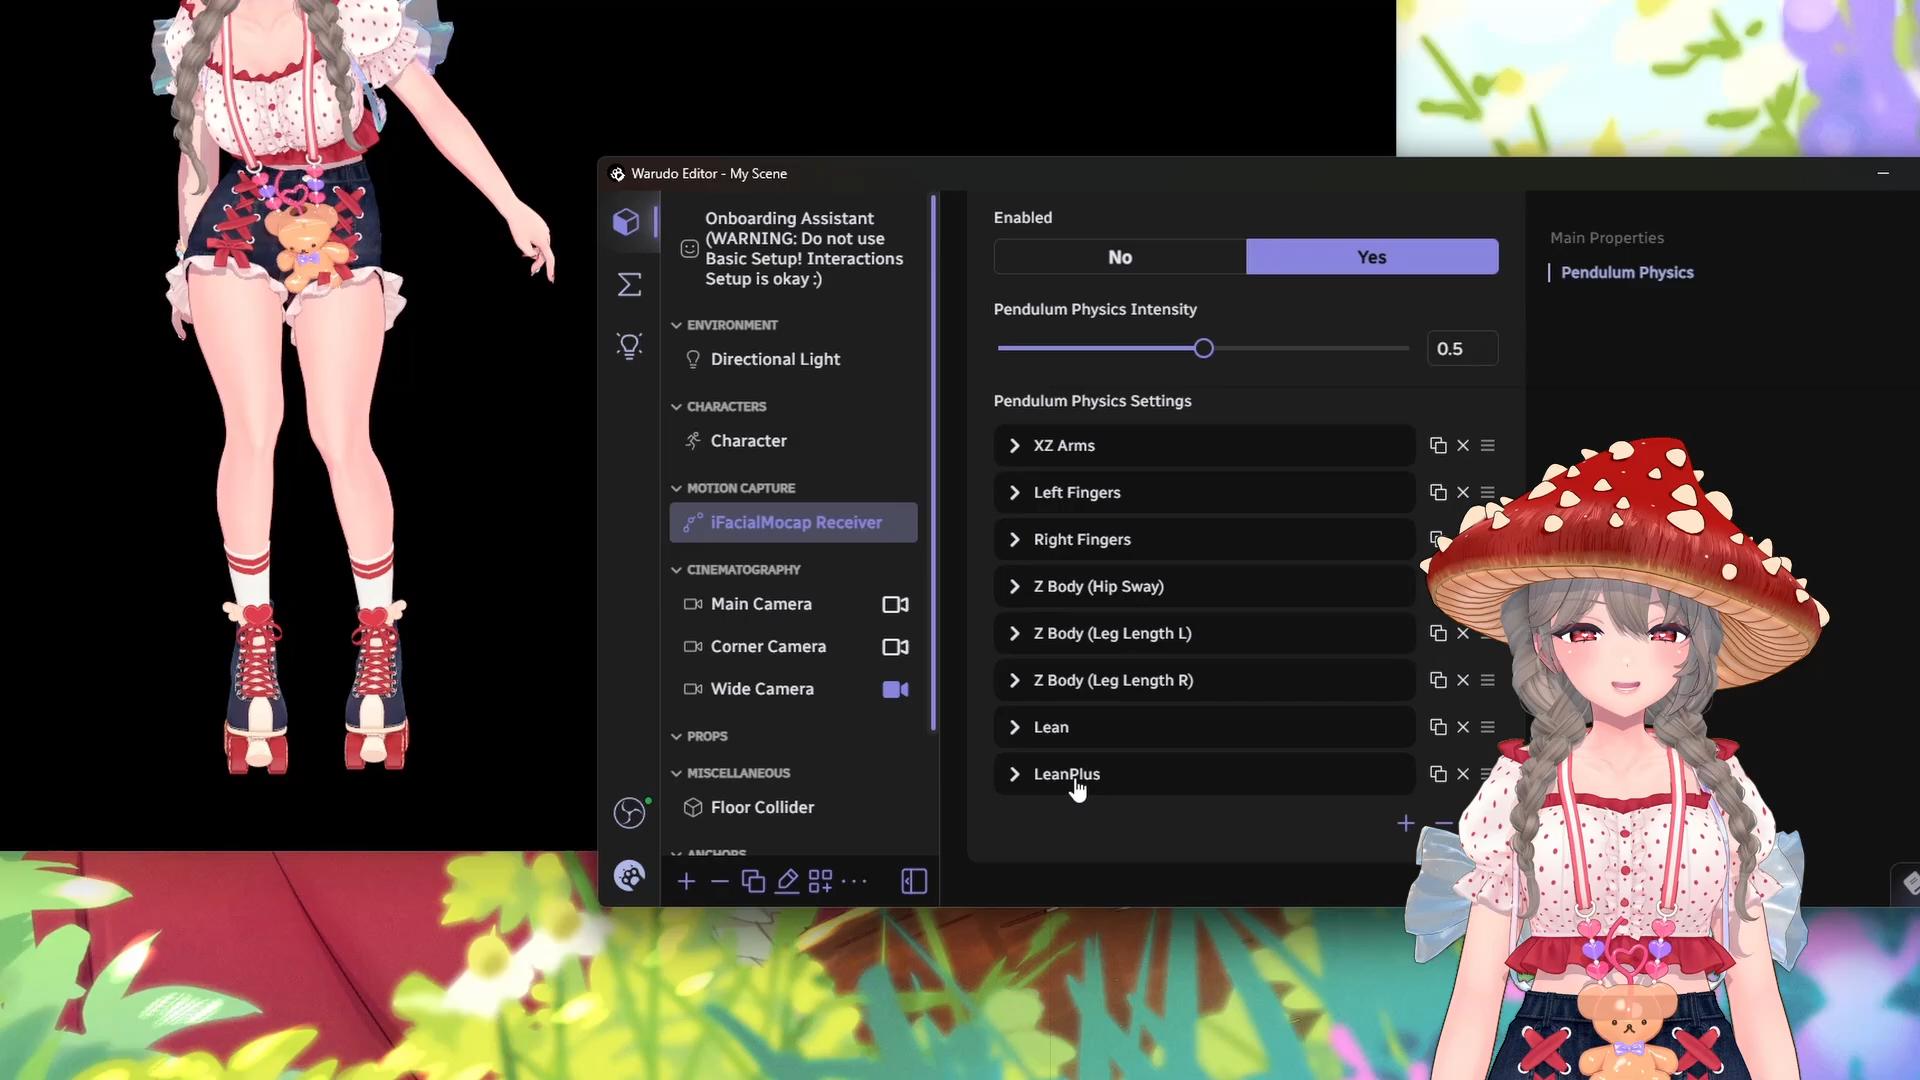 Warudo Editor - My Scene
Onboarding Assistant
(WARNING: Do not use
Basic Setup! Interactions
Setup is okay :)
ENVIRONMENT
Directional Light
CHARACTERS
Character
MOTION CAPTURE
iFacialMocap Receiver
CINEMATOGRAPHY
Main Camera
Corner Camera
Wide Camera
PROPS
MISCELLANEOUS
Floor Collider
ANCHORS
Enabled
No
Yes
Pendulum Physics Intensity
0.5
Pendulum Physics Settings
XZ Arms
Left Fingers
Right Fingers
Z Body (Hip Sway)
Z Body (Leg Length L)
Z Body (Leg Length R)
Lean
LeanPlus
Main Properties
Pendulum Physics